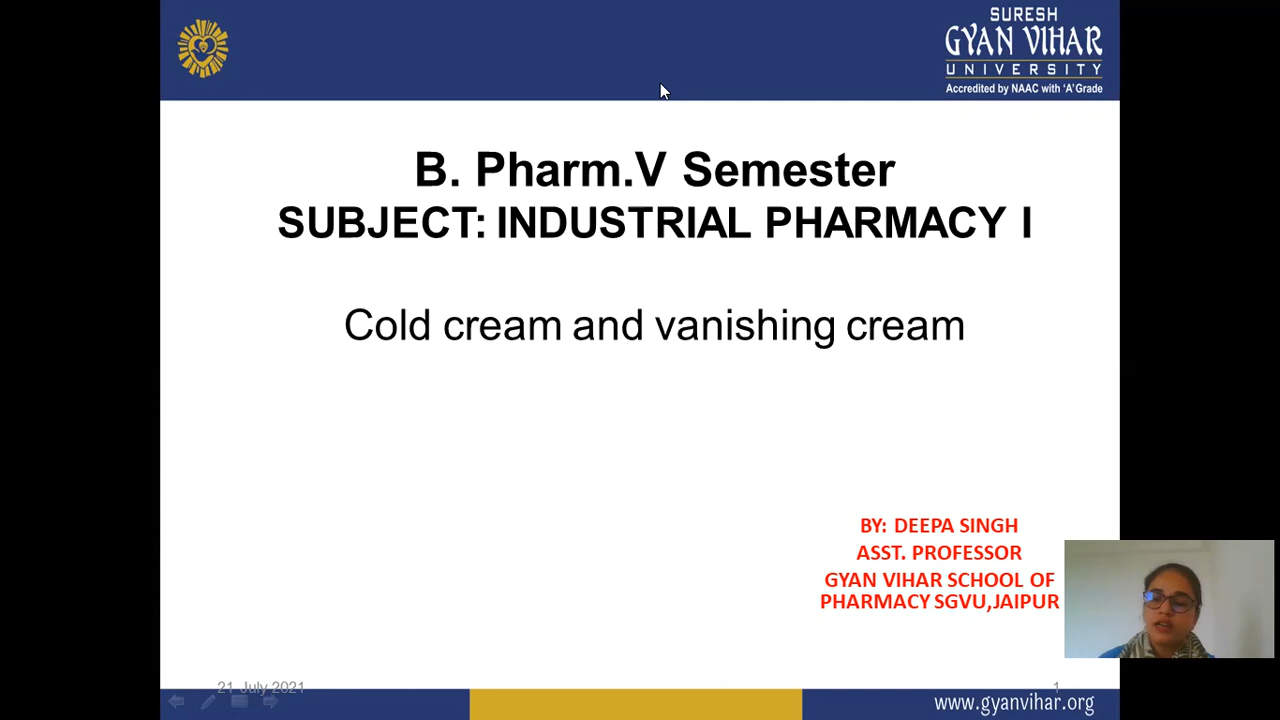 SURESH
GYAN VIHAR
UNIVERSITY
Accredited by NAAC with 'A' Grade
B. Pharm.V Semester
SUBJECT: INDUSTRIAL PHARMACY I
Cold cream and vanishing cream
BY: DEEPA SINGH
ASST. PROFESSOR
GYAN VIHAR SCHOOL OF
PHARMACY SGVU,JAIPUR
21 July 2021
1
www.gyanvihar.org